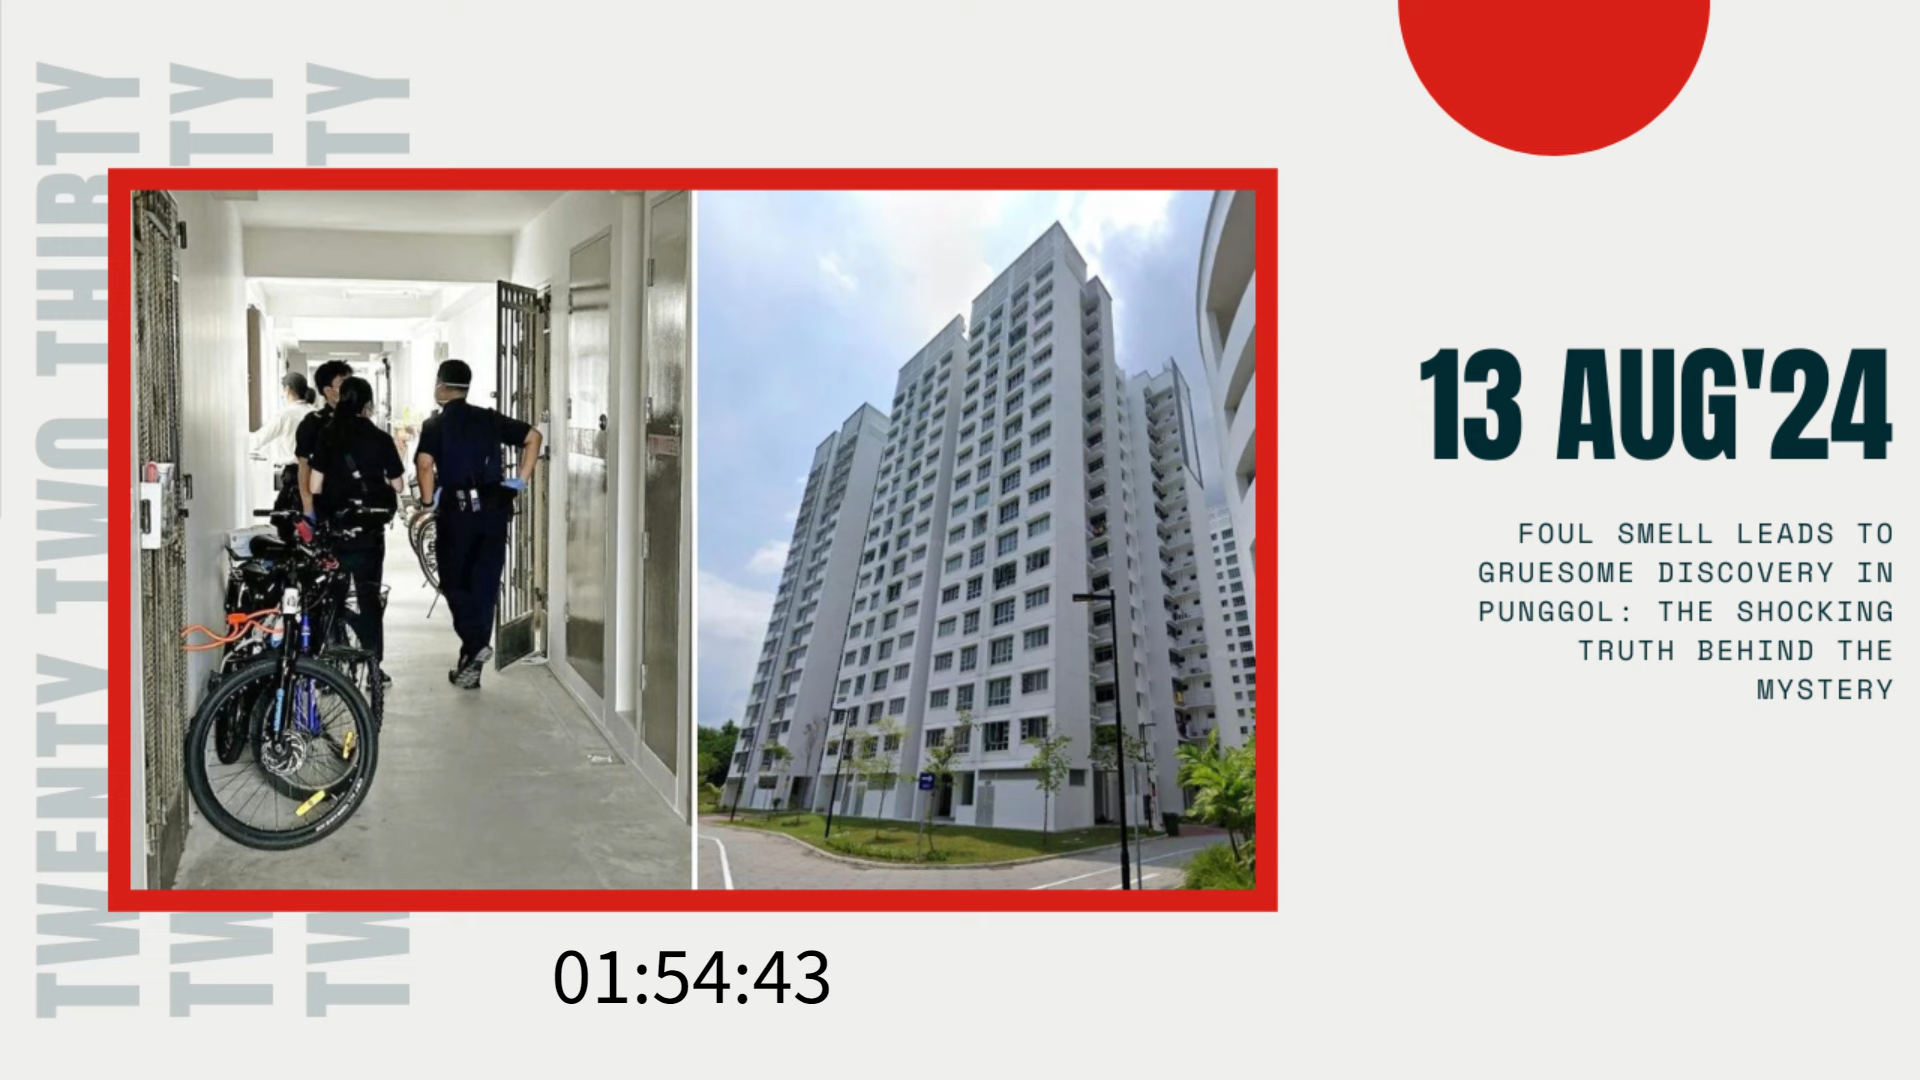 TWENTY TWO THIRTY
13 AUG'24
FOUL SMELL LEADS TO
GRUESOME DISCOVERY IN
PUNGGOL: THE SHOCKING
TRUTH BEHIND THE
MYSTERY
01:54:43